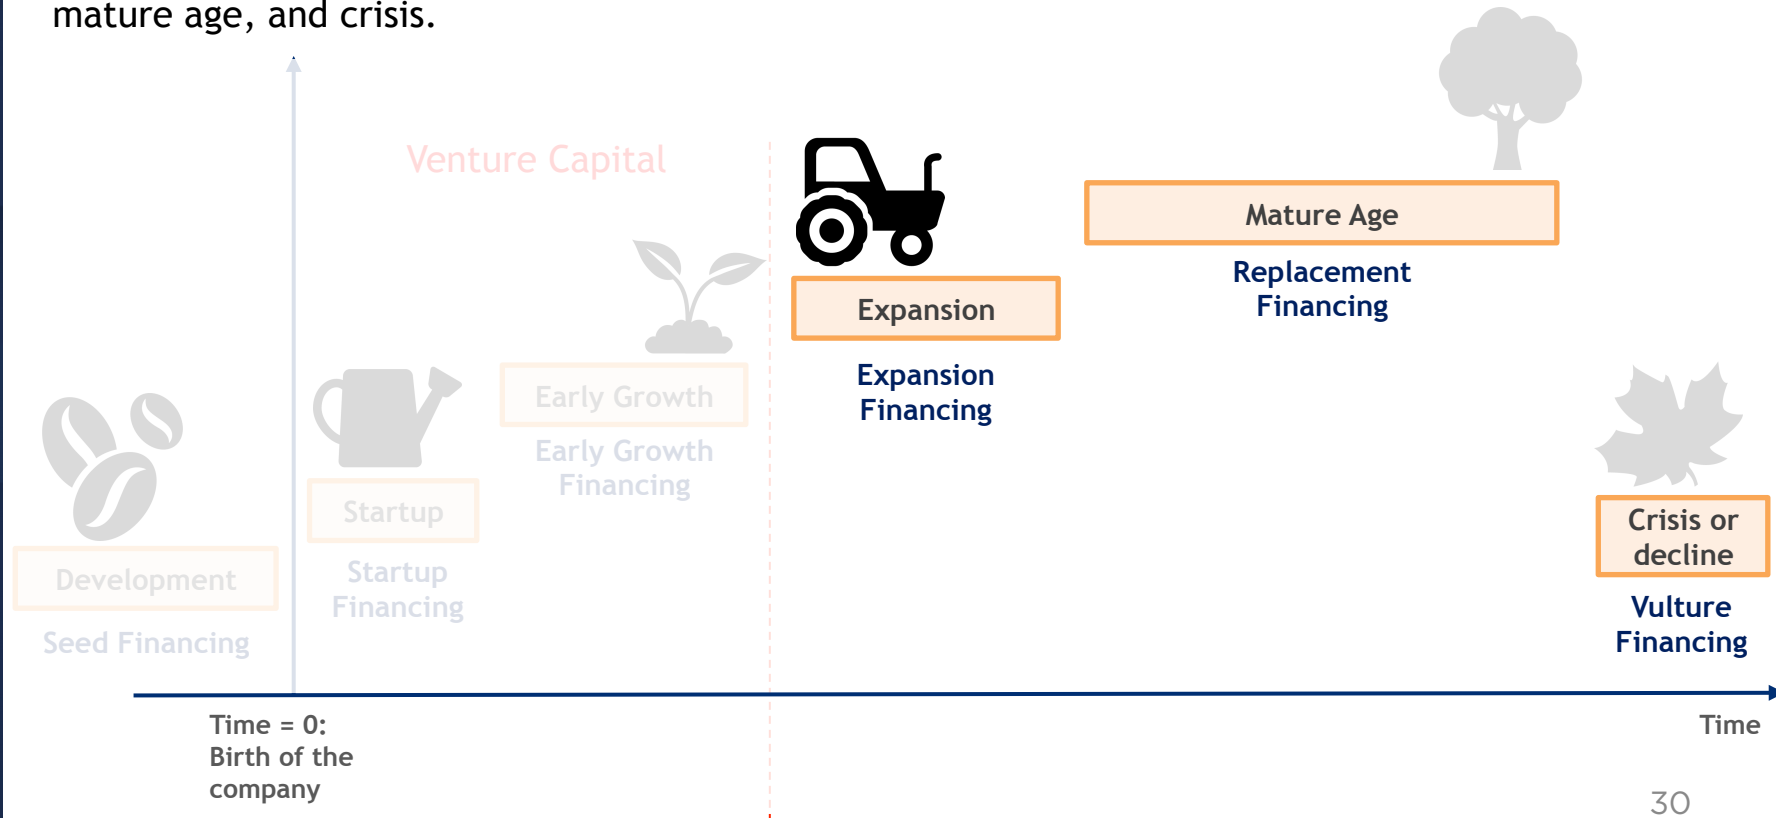 mature age, and crisis.
Venture Capital
Mature Age
Replacement
Financing
Expansion
Expansion
Financing
Early Growth
Early Growth
Financing
Startup
Startup
Financing
Development
Seed Financing
Crisis or
decline
Vulture
Financing
Time = 0:
Birth of the
company
Time
30